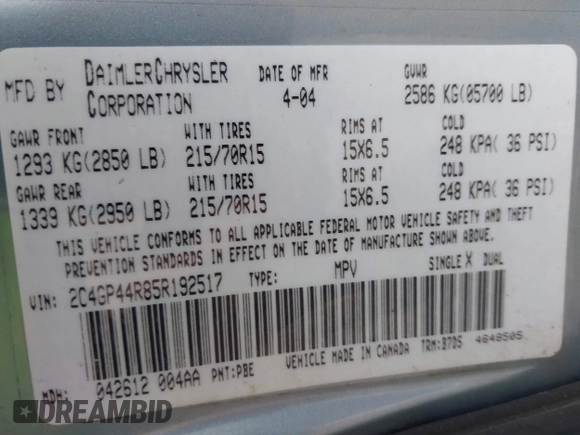 MFD BY DAIMLERCHRYSLER CORPORATION
DATE OF MFR 4-04
GVWR 2586 KG(05700 LB)
GAWR FRONT WITH TIRES RIMS AT COLD
1293 KG(2850 LB) 215/70R15 15X6.5 248 KPA( 36 PSI)
GAWR REAR WITH TIRES RIMS AT COLD
1339 KG(2950 LB) 215/70R15 15X6.5 248 KPA( 36 PSI)
THIS VEHICLE CONFORMS TO ALL APPLICABLE FEDERAL MOTOR VEHICLE SAFETY AND THEFT
PREVENTION STANDARDS IN EFFECT ON THE DATE OF MANUFACTURE SHOWN ABOVE.
VIN: 2C4GP44R85R192517 TYPE: MPV SINGLE X DUAL
VEHICLE MADE IN CANADA TRM:B7D5 4648505
MDH: 042612 004AA PNT:PBE
DREAMBID